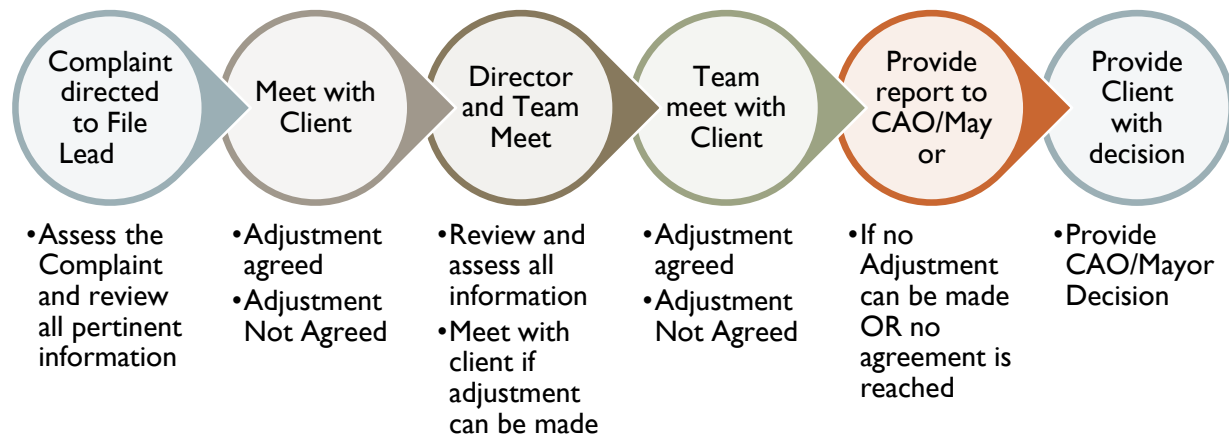 Complaint
directed
to File
Lead
Meet with
Client
Director
and Team
Meet
Team
meet with
Client
Provide
report to
CAO/May
or
Provide
Client
with
decision
•Assess the
Complaint
and review
all pertinent
information
•Adjustment
agreed
•Adjustment
Not Agreed
•Review and
assess all
information
•Meet with
client if
adjustment
can be made
•Adjustment
agreed
•Adjustment
Not Agreed
•If no
Adjustment
can be made
OR no
agreement is
reached
•Provide
CAO/Mayor
Decision